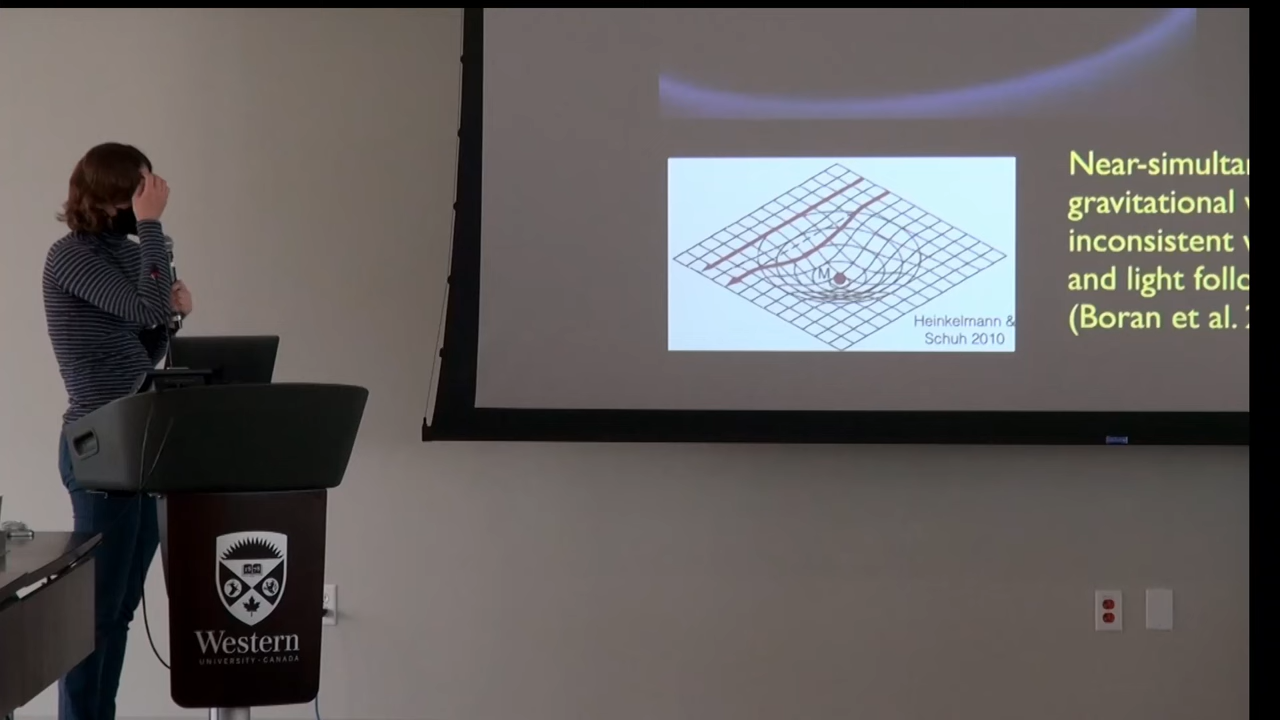 Near-simulta
gravitational
inconsistent
and light follo
(Boran et al.
M
Heinkelmann &
Schuh 2010
Western
UNIVERSITY · CANADA